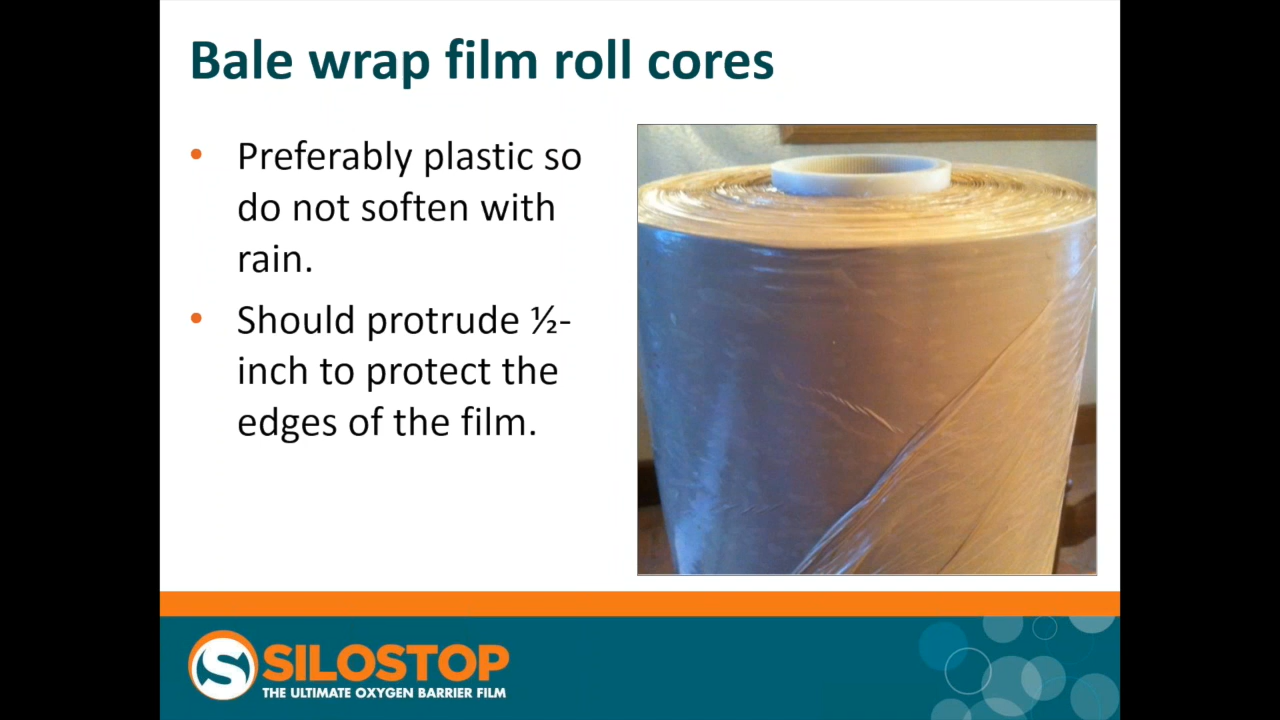 Bale wrap film roll cores
• Preferably plastic so
do not soften with
rain.
• Should protrude ½-
inch to protect the
edges of the film.
SILOSTOP
THE ULTIMATE OXYGEN BARRIER FILM